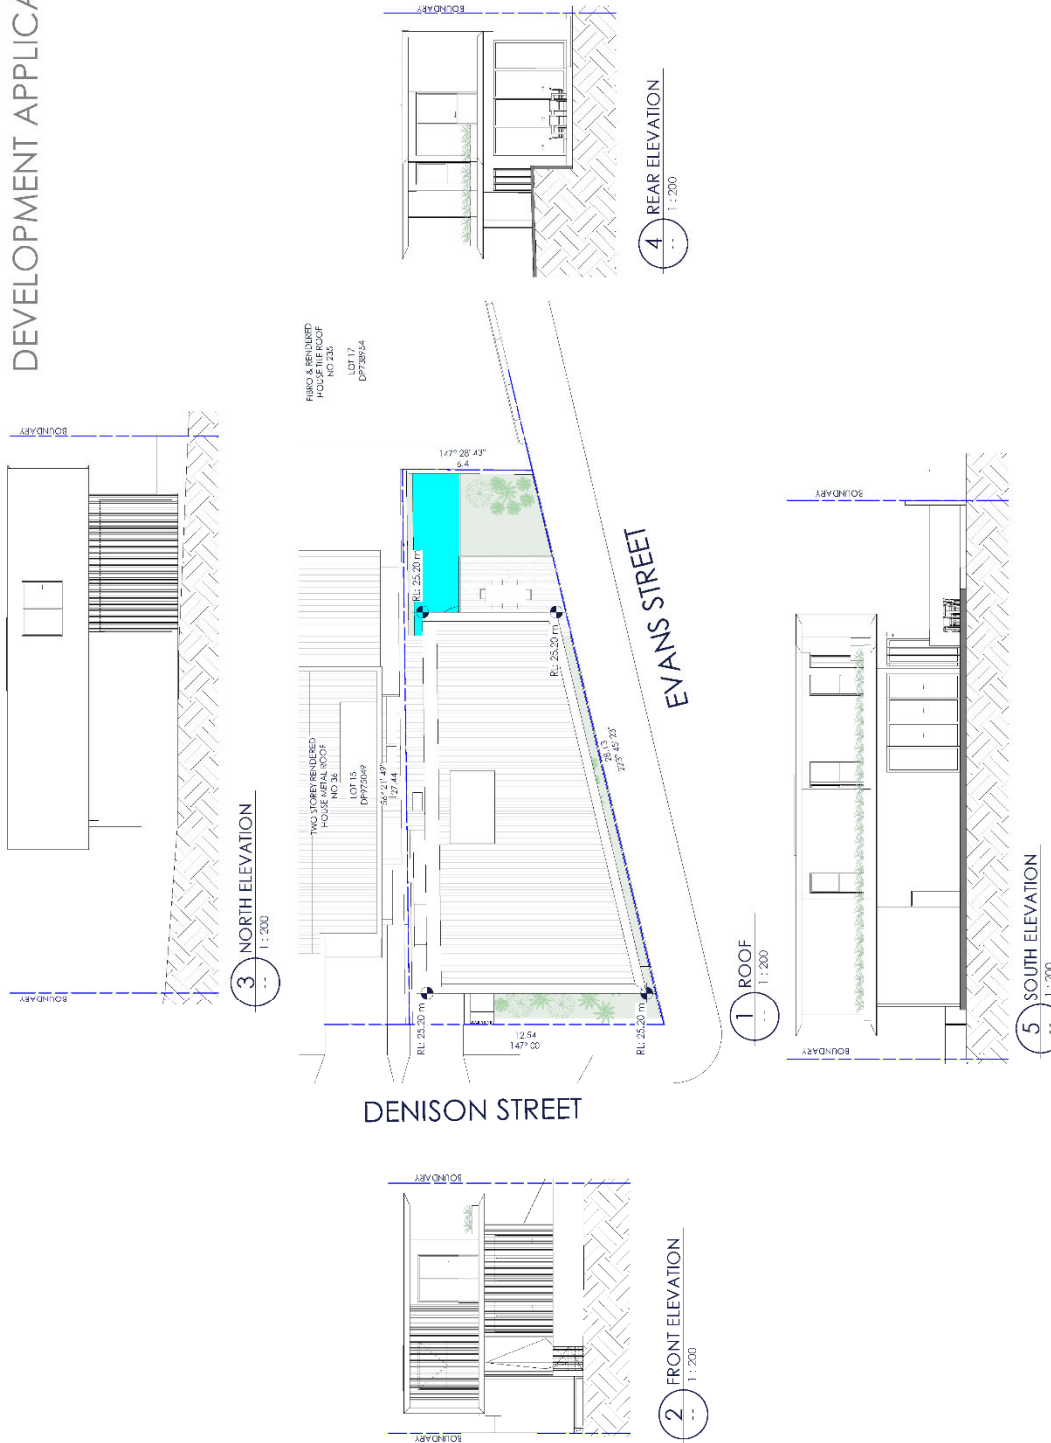 DEVELOPMENT APPLICA
BOUNDARY
4
--
REAR ELEVATION
1 : 200
FIBRO & RENDERED
HOUSE TILE ROOF
NO 235
LOT 17
DP738954
BOUNDARY
BOUNDARY
3
--
NORTH ELEVATION
1 : 200
147° 28' 43"
6.4
RL: 25.20 m
RL: 25.20 m
RL: 25.20 m
RL: 25.20 m
TWO STOREY RENDERED
HOUSE METAL ROOF
NO 36
LOT 15
DP975049
56° 21' 49"
27.44
28.13
223° 45' 23"
12.54
147° 00'
EVANS STREET
DENISON STREET
1
--
ROOF
1 : 200
BOUNDARY
BOUNDARY
5
--
SOUTH ELEVATION
1 : 200
BOUNDARY
BOUNDARY
2
--
FRONT ELEVATION
1 : 200